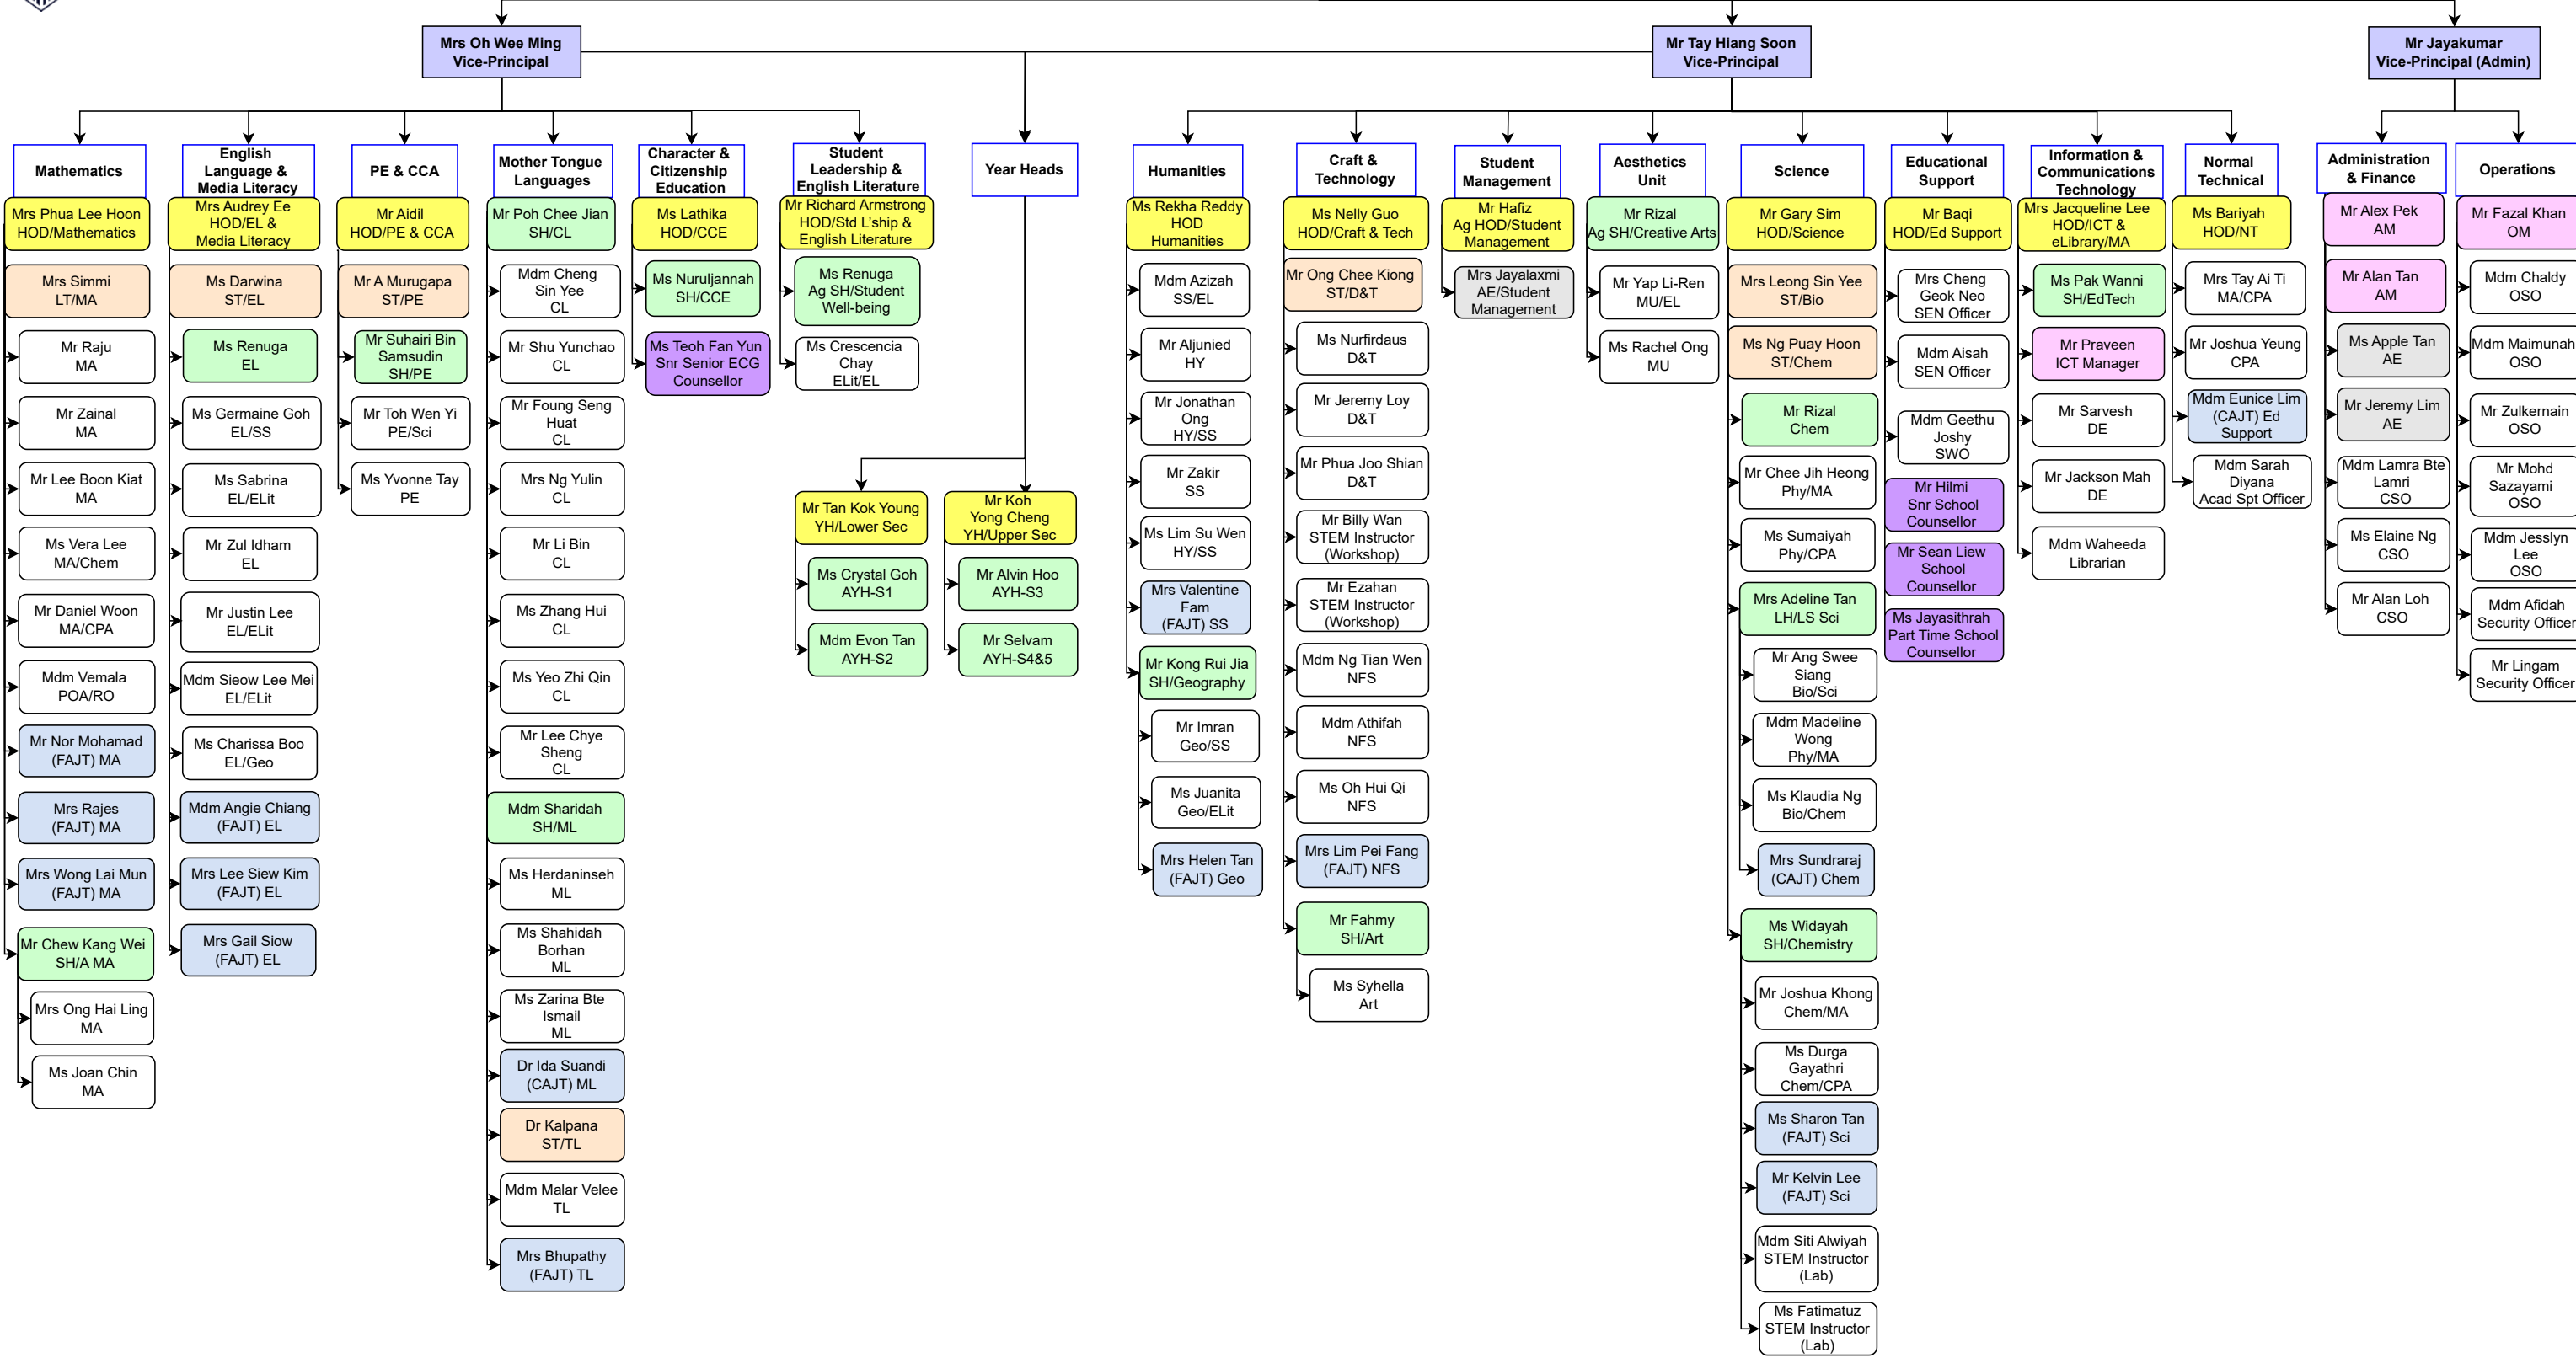 Mrs Oh Wee Ming
Vice-Principal
Mr Tay Hiang Soon
Vice-Principal
Mr Jayakumar
Vice-Principal (Admin)
Mathematics
Mrs Phua Lee Hoon
HOD/Mathematics
Mrs Simmi
LT/MA
Mr Raju
MA
Mr Zainal
MA
Mr Lee Boon Kiat
MA
Ms Vera Lee
MA/Chem
Mr Daniel Woon
MA/CPA
Mdm Vemala
POA/RO
Mr Nor Mohamad
(FAJT) MA
Mrs Rajes
(FAJT) MA
Mrs Wong Lai Mun
(FAJT) MA
Mr Chew Kang Wei
SH/A MA
Mrs Ong Hai Ling
MA
Ms Joan Chin
MA
English
Language &
Media Literacy
Mrs Audrey Ee
HOD/EL &
Media Literacy
Ms Darwina
ST/EL
Ms Renuga
EL
Ms Germaine Goh
EL/SS
Ms Sabrina
EL/ELit
Mr Zul Idham
EL
Mr Justin Lee
EL/ELit
Mdm Sieow Lee Mei
EL/ELit
Ms Charissa Boo
EL/Geo
Mdm Angie Chiang
(FAJT) EL
Mrs Lee Siew Kim
(FAJT) EL
Mrs Gail Siow
(FAJT) EL
PE & CCA
Mr Aidil
HOD/PE & CCA
Mr A Murugapa
ST/PE
Mr Suhairi Bin
Samsudin
SH/PE
Mr Toh Wen Yi
PE/Sci
Ms Yvonne Tay
PE
Mother Tongue
Languages
Mr Poh Chee Jian
SH/CL
Mdm Cheng
Sin Yee
CL
Mr Shu Yunchao
CL
Mr Foung Seng
Huat
CL
Mrs Ng Yulin
CL
Mr Li Bin
CL
Ms Zhang Hui
CL
Ms Yeo Zhi Qin
CL
Mr Lee Chye
Sheng
CL
Mdm Sharidah
SH/ML
Ms Herdaninseh
ML
Ms Shahidah
Borhan
ML
Ms Zarina Bte
Ismail
ML
Dr Ida Suandi
(CAJT) ML
Dr Kalpana
ST/TL
Mdm Malar Velee
TL
Mrs Bhupathy
(FAJT) TL
Character &
Citizenship
Education
Ms Lathika
HOD/CCE
Ms Nuruljannah
SH/CCE
Ms Teoh Fan Yun
Snr Senior ECG
Counsellor
Student
Leadership &
English Literature
Mr Richard Armstrong
HOD/Std L'ship &
English Literature
Ms Renuga
Ag SH/Student
Well-being
Ms Crescencia
Chay
ELit/EL
Year Heads
Mr Tan Kok Young
YH/Lower Sec
Ms Crystal Goh
AYH-S1
Mdm Evon Tan
AYH-S2
Mr Koh
Yong Cheng
YH/Upper Sec
Mr Alvin Hoo
AYH-S3
Mr Selvam
AYH-S4&5
Humanities
Ms Rekha Reddy
HOD
Humanities
Mdm Azizah
SS/EL
Mr Aljunied
HY
Mr Jonathan
Ong
HY/SS
Mr Zakir
SS
Ms Lim Su Wen
HY/SS
Mrs Valentine
Fam
(FAJT) SS
Mr Kong Rui Jia
SH/Geography
Mr Imran
Geo/SS
Ms Juanita
Geo/ELit
Mrs Helen Tan
(FAJT) Geo
Craft &
Technology
Ms Nelly Guo
HOD/Craft & Tech
Mr Ong Chee Kiong
ST/D&T
Ms Nurfirdaus
D&T
Mr Jeremy Loy
D&T
Mr Phua Joo Shian
D&T
Mr Billy Wan
STEM Instructor
(Workshop)
Mr Ezahan
STEM Instructor
(Workshop)
Mdm Ng Tian Wen
NFS
Mdm Athifah
NFS
Ms Oh Hui Qi
NFS
Mrs Lim Pei Fang
(FAJT) NFS
Mr Fahmy
SH/Art
Ms Syhella
Art
Student
Management
Mr Hafiz
Ag HOD/Student
Management
Mrs Jayalaxmi
AE/Student
Management
Aesthetics
Unit
Mr Rizal
Ag SH/Creative Arts
Mr Yap Li-Ren
MU/EL
Ms Rachel Ong
MU
Science
Mr Gary Sim
HOD/Science
Mrs Leong Sin Yee
ST/Bio
Ms Ng Puay Hoon
ST/Chem
Mr Rizal
Chem
Mr Chee Jih Heong
Phy/MA
Ms Sumaiyah
Phy/CPA
Mrs Adeline Tan
LH/LS Sci
Mr Ang Swee
Siang
Bio/Sci
Mdm Madeline
Wong
Phy/MA
Ms Klaudia Ng
Bio/Chem
Mrs Sundraraj
(CAJT) Chem
Ms Widayah
SH/Chemistry
Mr Joshua Khong
Chem/MA
Ms Durga
Gayathri
Chem/CPA
Ms Sharon Tan
(FAJT) Sci
Mr Kelvin Lee
(FAJT) Sci
Mdm Siti Alwiyah
STEM Instructor
(Lab)
Ms Fatimatuz
STEM Instructor
(Lab)
Educational
Support
Mr Baqi
HOD/Ed Support
Mrs Cheng
Geok Neo
SEN Officer
Mdm Aisah
SEN Officer
Mdm Geethu
Joshy
SWO
Mr Hilmi
Snr School
Counsellor
Mr Sean Liew
School
Counsellor
Ms Jayasithrah
Part Time School
Counsellor
Information &
Communications
Technology
Mrs Jacqueline Lee
HOD/ICT &
eLibrary/MA
Ms Pak Wanni
SH/EdTech
Mr Praveen
ICT Manager
Mr Sarvesh
DE
Mr Jackson Mah
DE
Mdm Waheeda
Librarian
Normal
Technical
Ms Bariyah
HOD/NT
Mrs Tay Ai Ti
MA/CPA
Mr Joshua Yeung
CPA
Mdm Eunice Lim
(CAJT) Ed
Support
Mdm Sarah
Diyana
Acad Spt Officer
Administration
& Finance
Mr Alex Pek
AM
Mr Alan Tan
AM
Ms Apple Tan
AE
Mr Jeremy Lim
AE
Mdm Lamra Bte
Lamri
CSO
Ms Elaine Ng
CSO
Mr Alan Loh
CSO
Operations
Mr Fazal Khan
OM
Mdm Chaldy
OSO
Mdm Maimunah
OSO
Mr Zulkernain
OSO
Mr Mohd
Sazayami
OSO
Mdm Jesslyn
Lee
OSO
Mdm Afidah
Security Officer
Mr Lingam
Security Officer